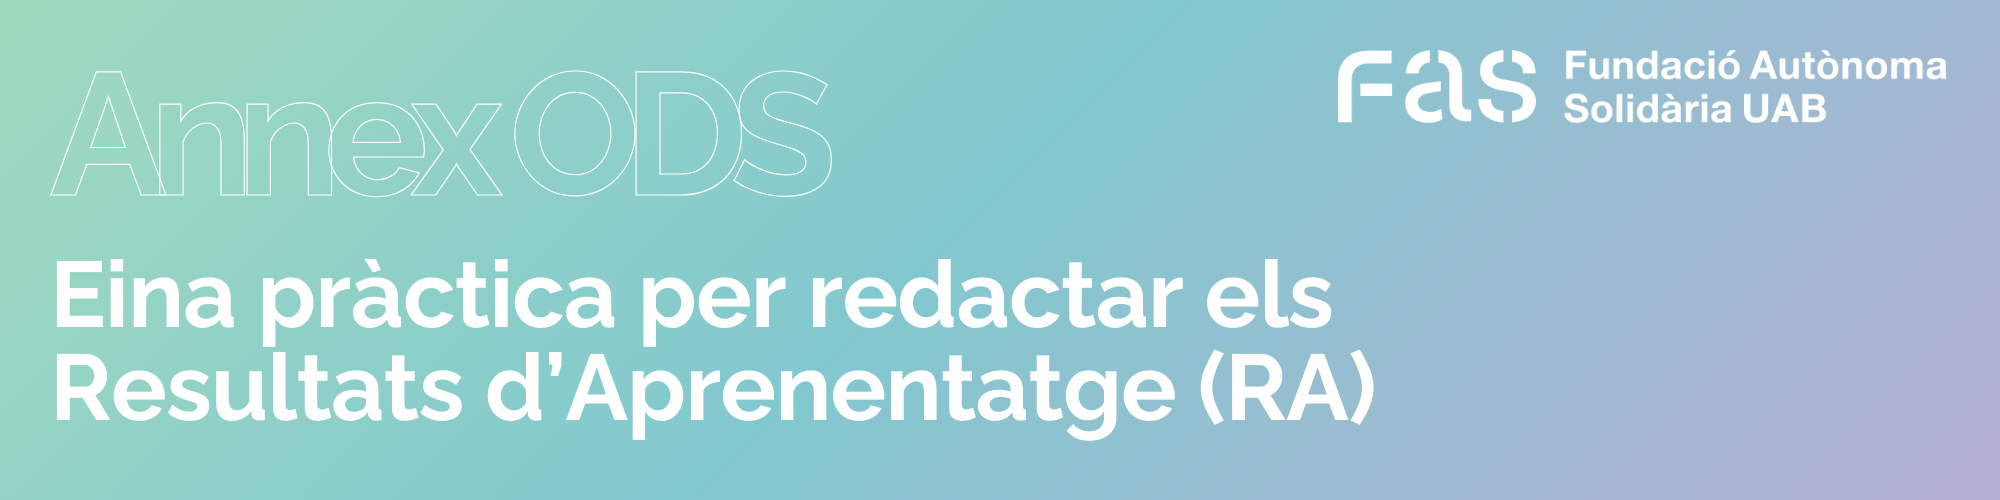 Annex ODS
fas Fundació Autònoma
Solidària UAB
Eina pràctica per redactar els
Resultats d’Aprenentatge (RA)